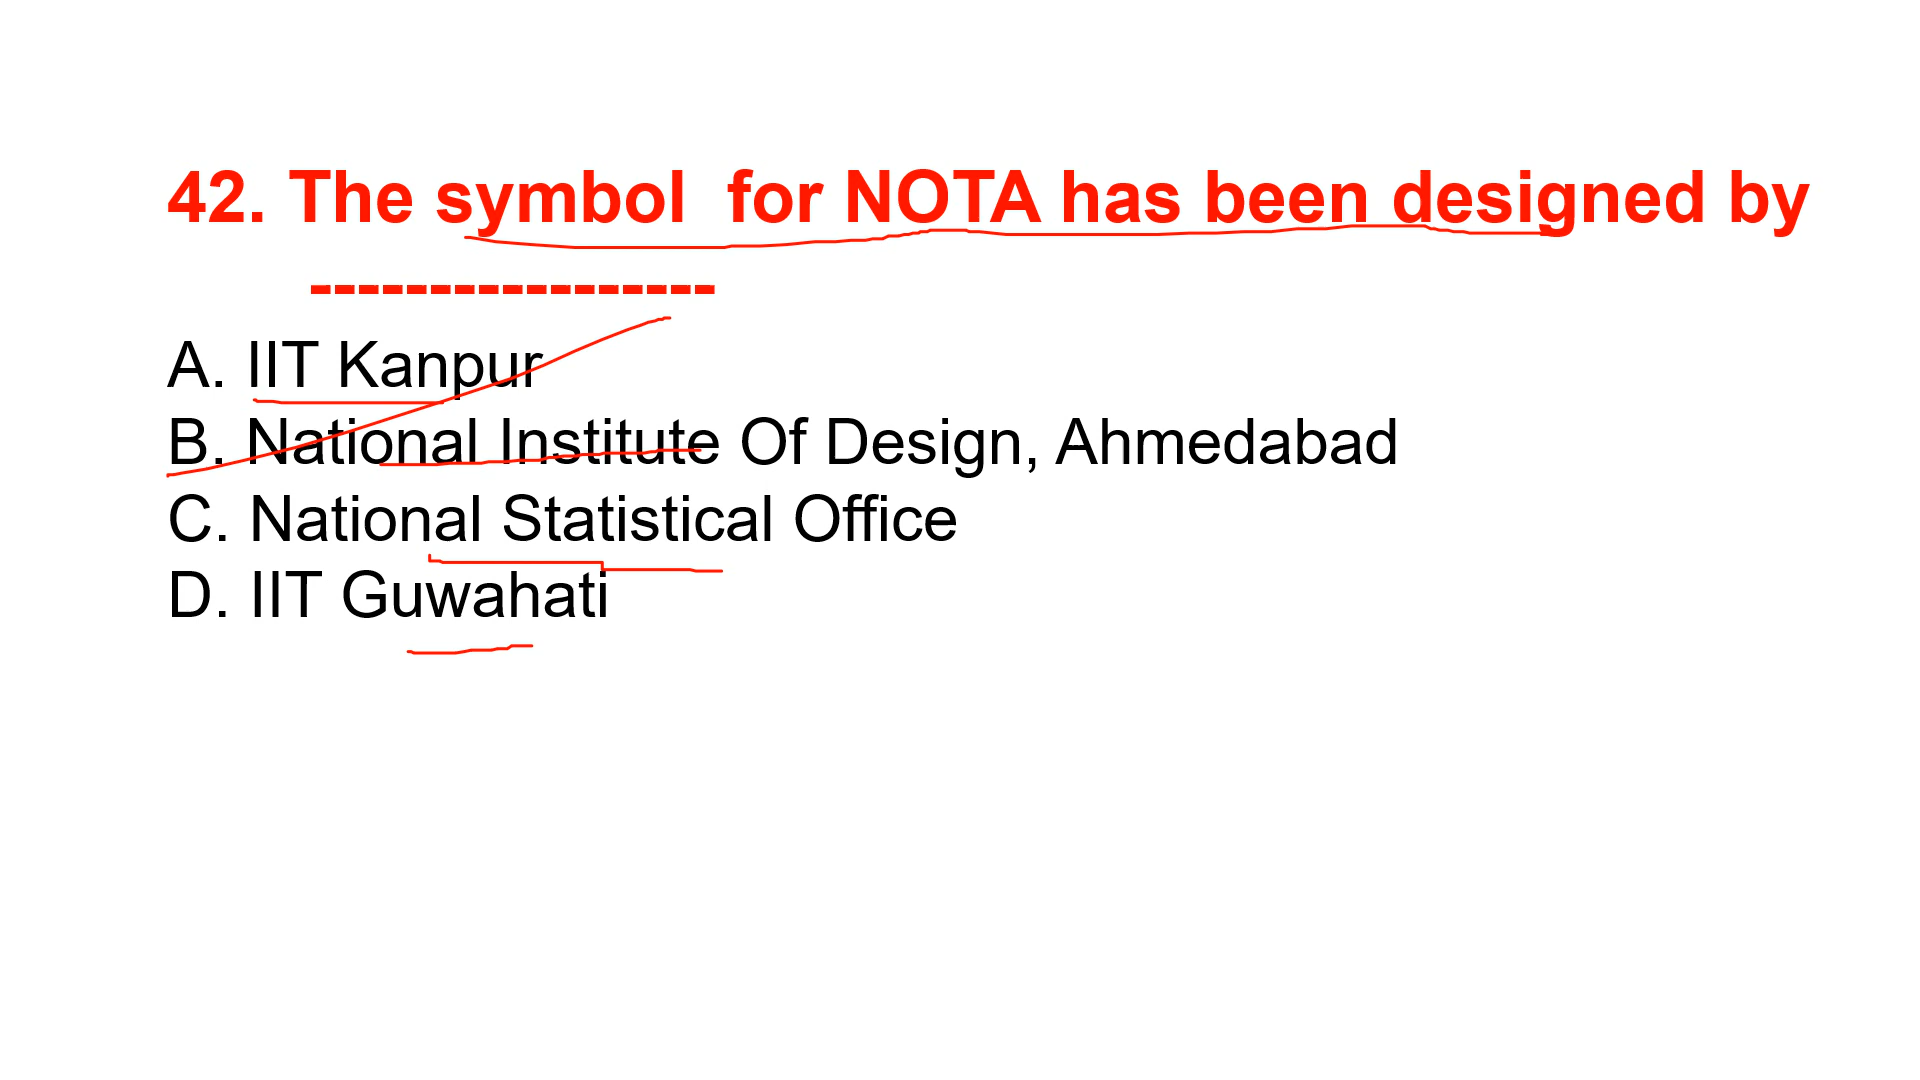 42. The symbol  for NOTA has been designed by
-----------------
A. IIT Kanpur
B. National Institute Of Design, Ahmedabad
C. National Statistical Office
D. IIT Guwahati